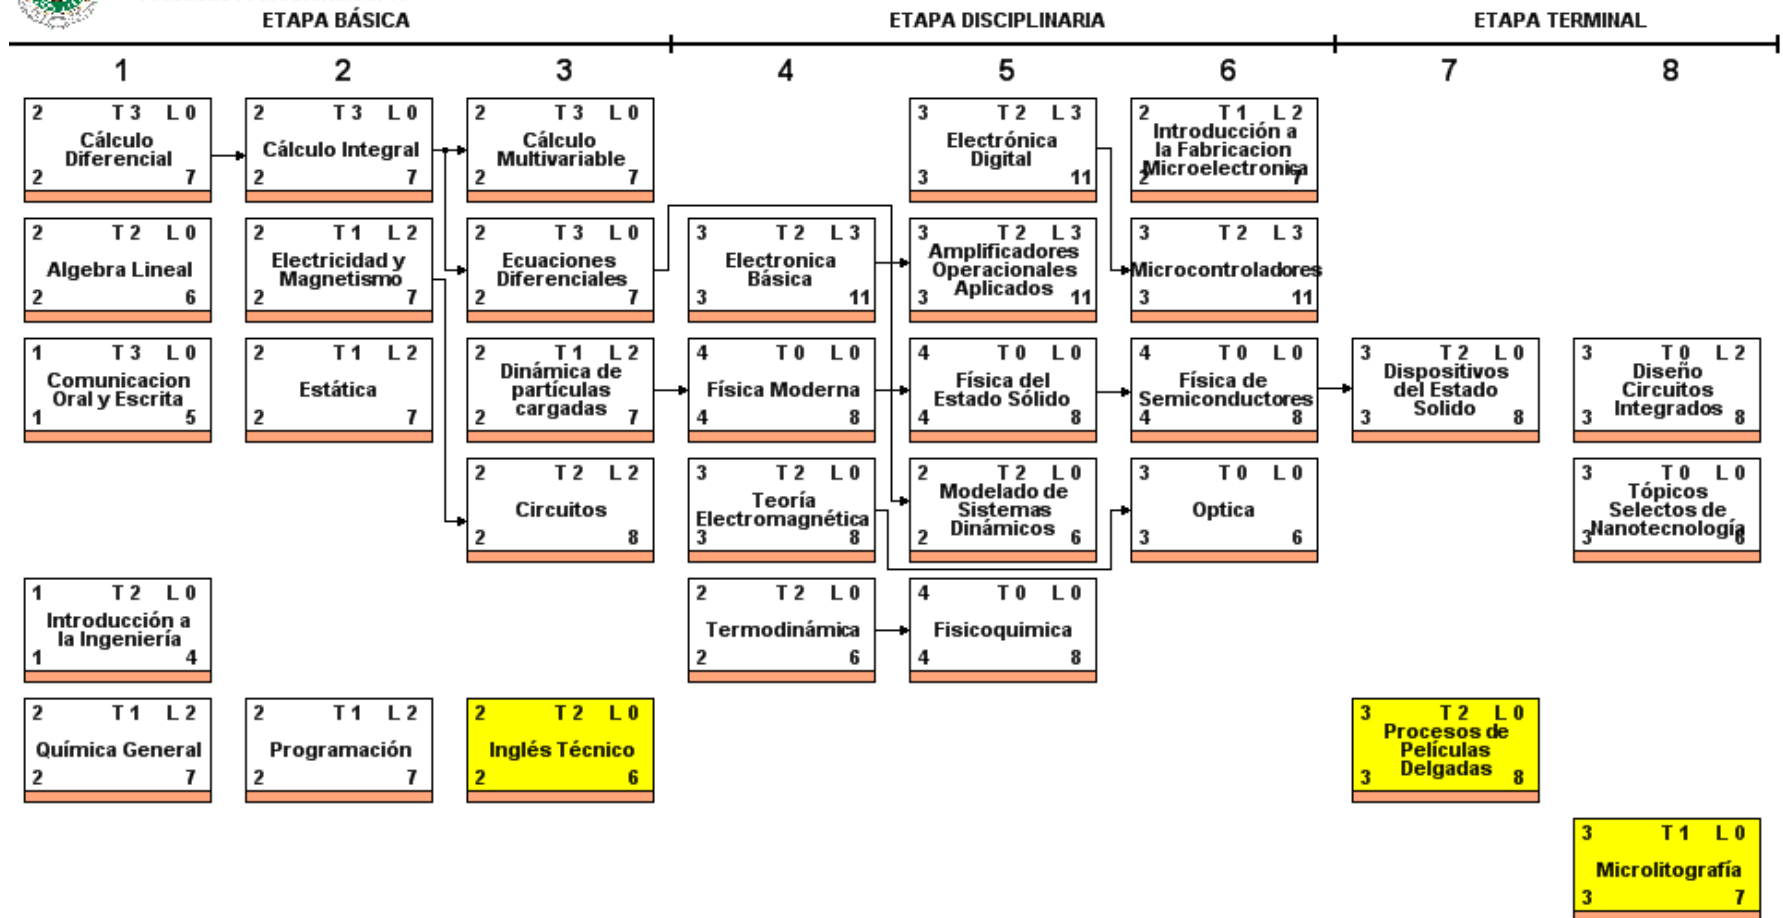 ETAPA BÁSICA ETAPA DISCIPLINARIA ETAPA TERMINAL
1 2 3 4 5 6 7 8
2 T 3 L 0
Cálculo
Diferencial
2 7
2 T 3 L 0
Cálculo Integral
2 7
2 T 3 L 0
Cálculo
Multivariable
2 7
3 T 2 L 3
Electrónica
Digital
3 11
2 T 1 L 2
Introducción a
la Fabricacion
Microelectronica
2 7
2 T 2 L 0
Algebra Lineal
2 6
2 T 1 L 2
Electricidad y
Magnetismo
2 7
2 T 3 L 0
Ecuaciones
Diferenciales
2 7
3 T 2 L 3
Electronica
Básica
3 11
3 T 2 L 3
Amplificadores
Operacionales
Aplicados
3 11
3 T 2 L 3
Microcontroladores
3 11
1 T 3 L 0
Comunicacion
Oral y Escrita
1 5
2 T 1 L 2
Estática
2 7
2 T 1 L 2
Dinámica de
partículas
cargadas
2 7
4 T 0 L 0
Física Moderna
4 8
4 T 0 L 0
Física del
Estado Sólido
4 8
4 T 0 L 0
Física de
Semiconductores
4 8
3 T 2 L 0
Dispositivos
del Estado
Solido
3 8
3 T 0 L 2
Diseño
Circuitos
Integrados
3 8
2 T 2 L 2
Circuitos
2 8
3 T 2 L 0
Teoría
Electromagnética
3 8
2 T 2 L 0
Modelado de
Sistemas
Dinámicos
2 6
3 T 0 L 0
Optica
3 6
3 T 0 L 0
Tópicos
Selectos de
Nanotecnología
3 6
1 T 2 L 0
Introducción a
la Ingeniería
1 4
2 T 2 L 0
Termodinámica
2 6
4 T 0 L 0
Fisicoquimica
4 8
2 T 1 L 2
Química General
2 7
2 T 1 L 2
Programación
2 7
2 T 2 L 0
Inglés Técnico
2 6
3 T 2 L 0
Procesos de
Películas
Delgadas
3 8
3 T 1 L 0
Microlitografía
3 7